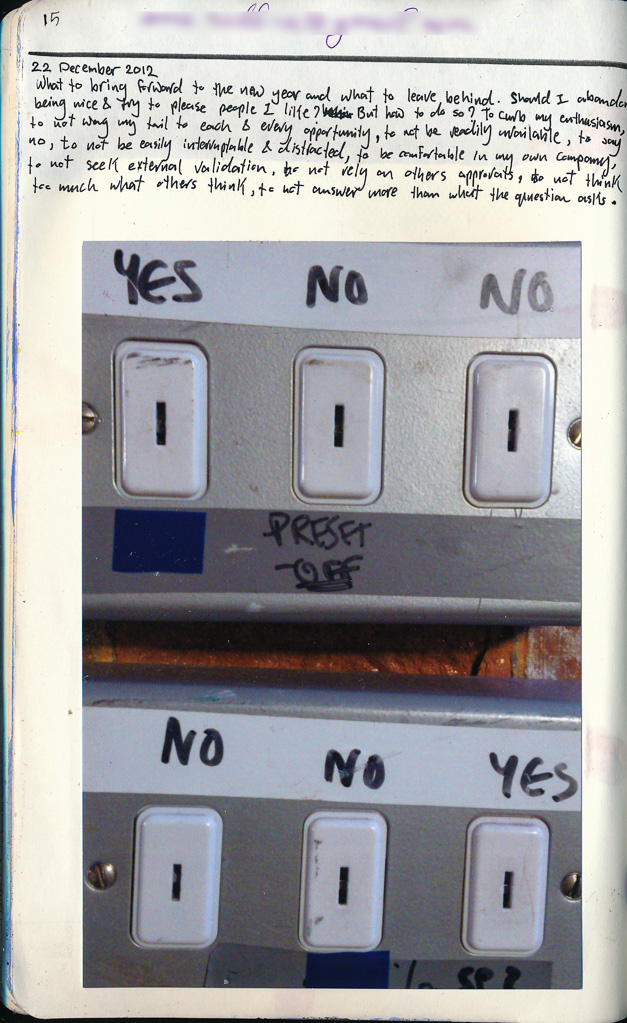 15
22 December 2012
What to bring forward to the new year and what to leave behind. Should I abando
being nice & try to please people I like? But how to do so? To curb my enthusiasm,
to not wag my tail to each & every opportunity, to not be readily available, to say
no, to not be easily interruptable & distracted, to be comfortable in my own company,
to not seek external validation, to not rely on others approvals, to not think
too much what others think, to not answer more than what the question asks.
YES NO NO
PRESET
OFF
NO NO YES